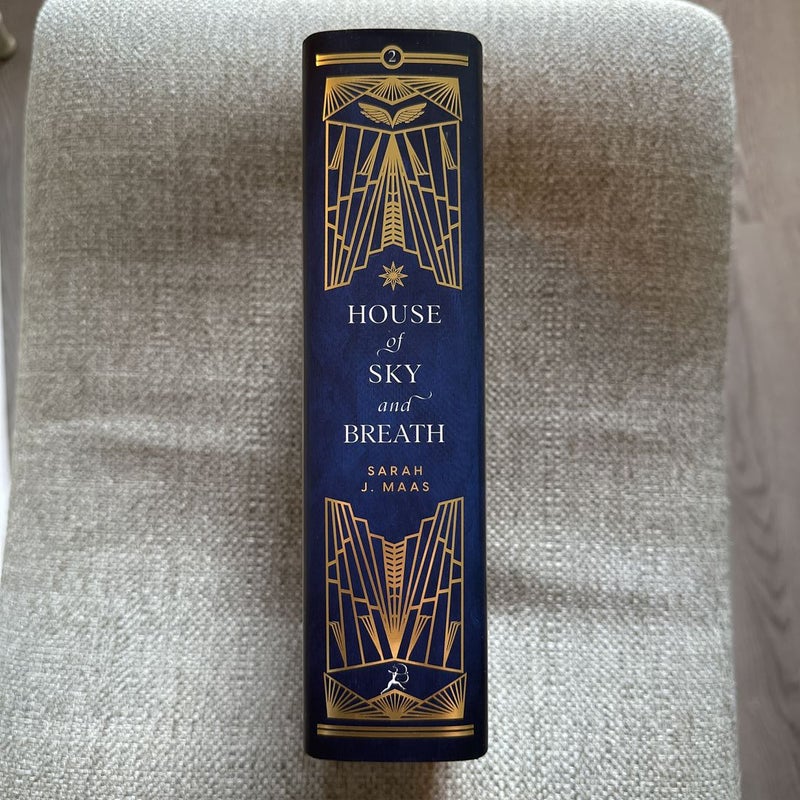 2
HOUSE
of
SKY
and
BREATH
SARAH
J. MAAS